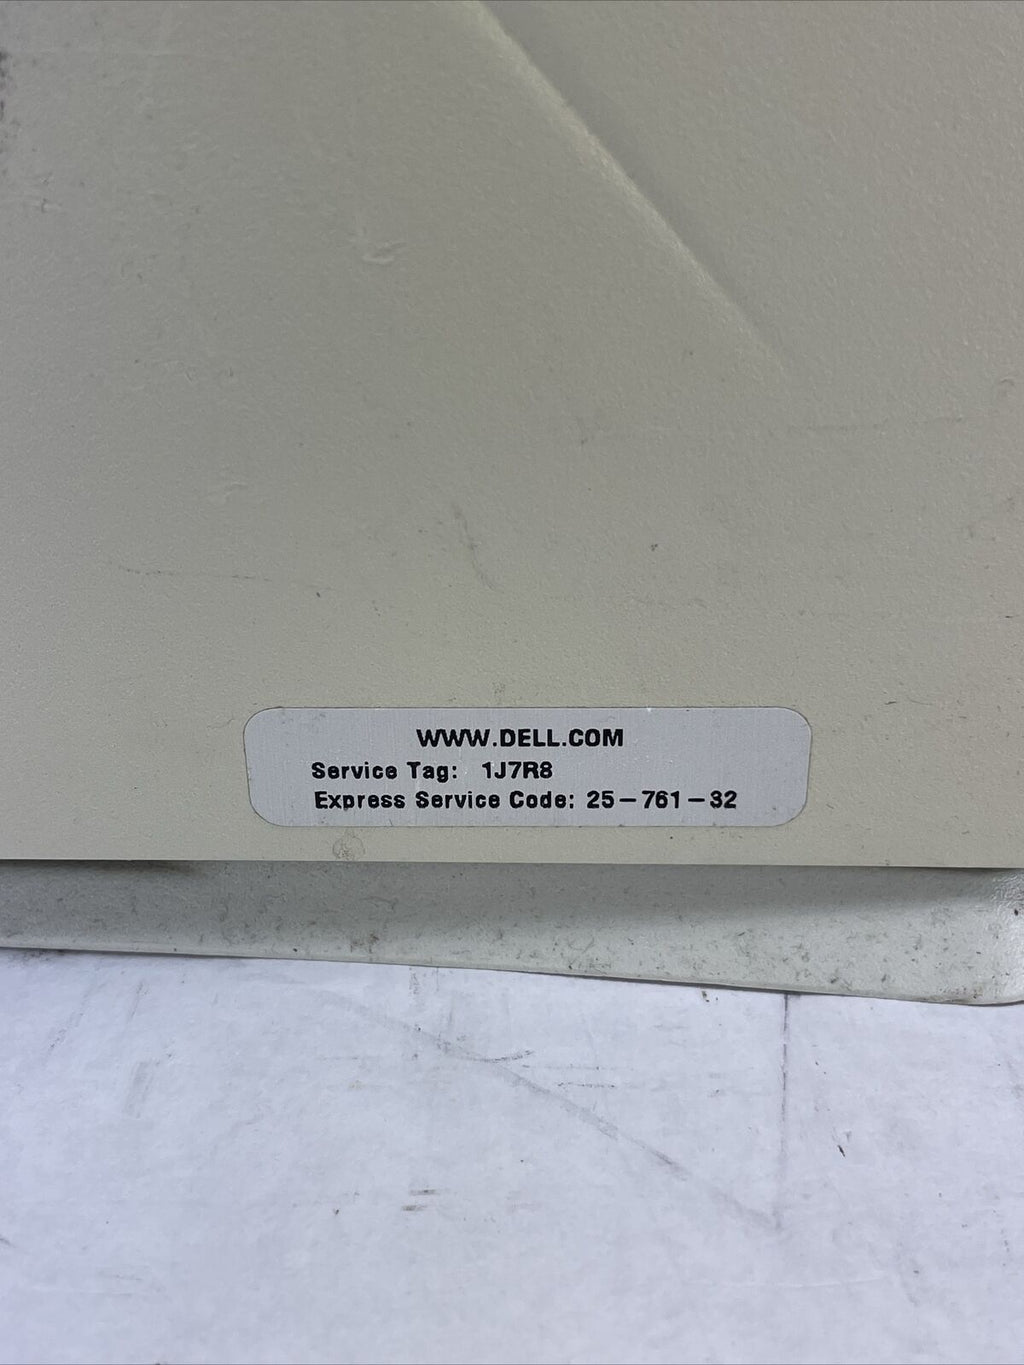 WWW.DELL.COM
Service Tag: 1J7R8
Express Service Code: 25-761-32